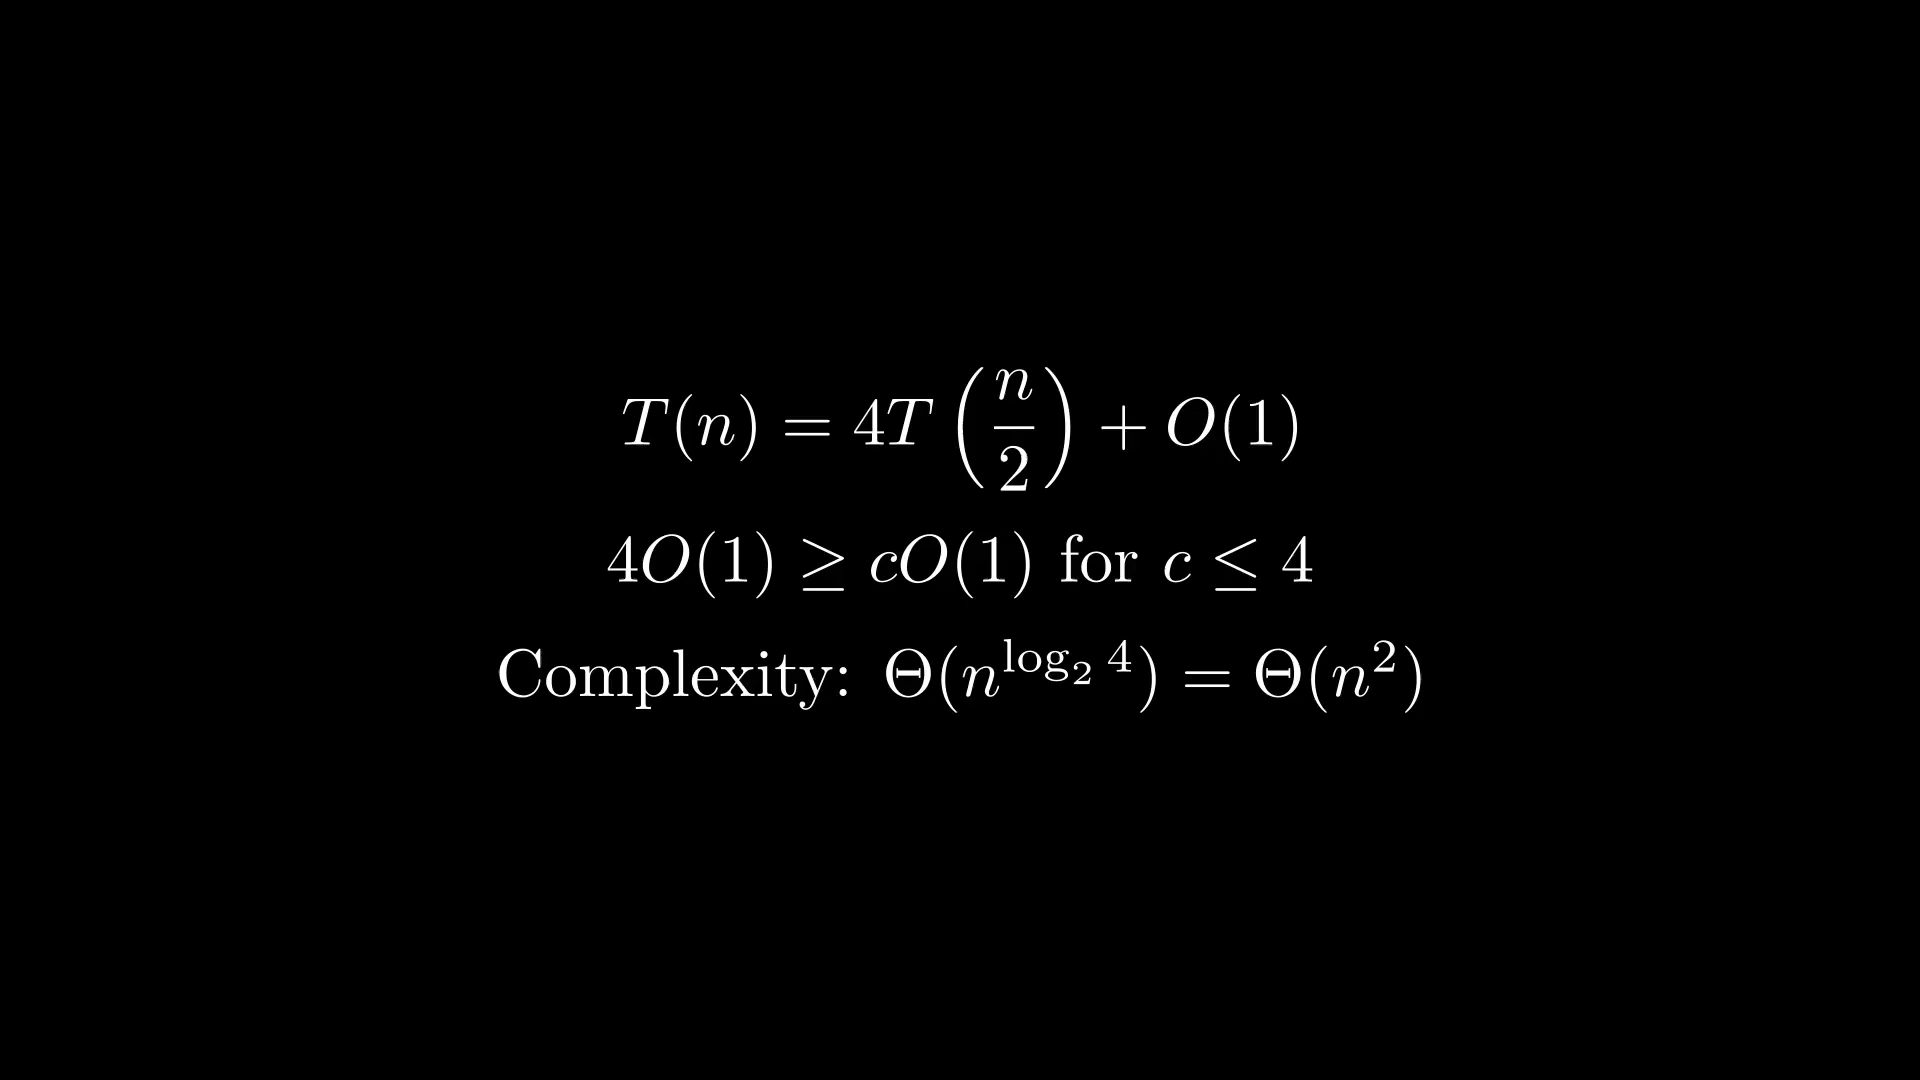 T(n) = 4T(n/2) + O(1)
4O(1) ≥ cO(1) for c ≤ 4
Complexity: Θ(n^{log₂ 4}) = Θ(n²)